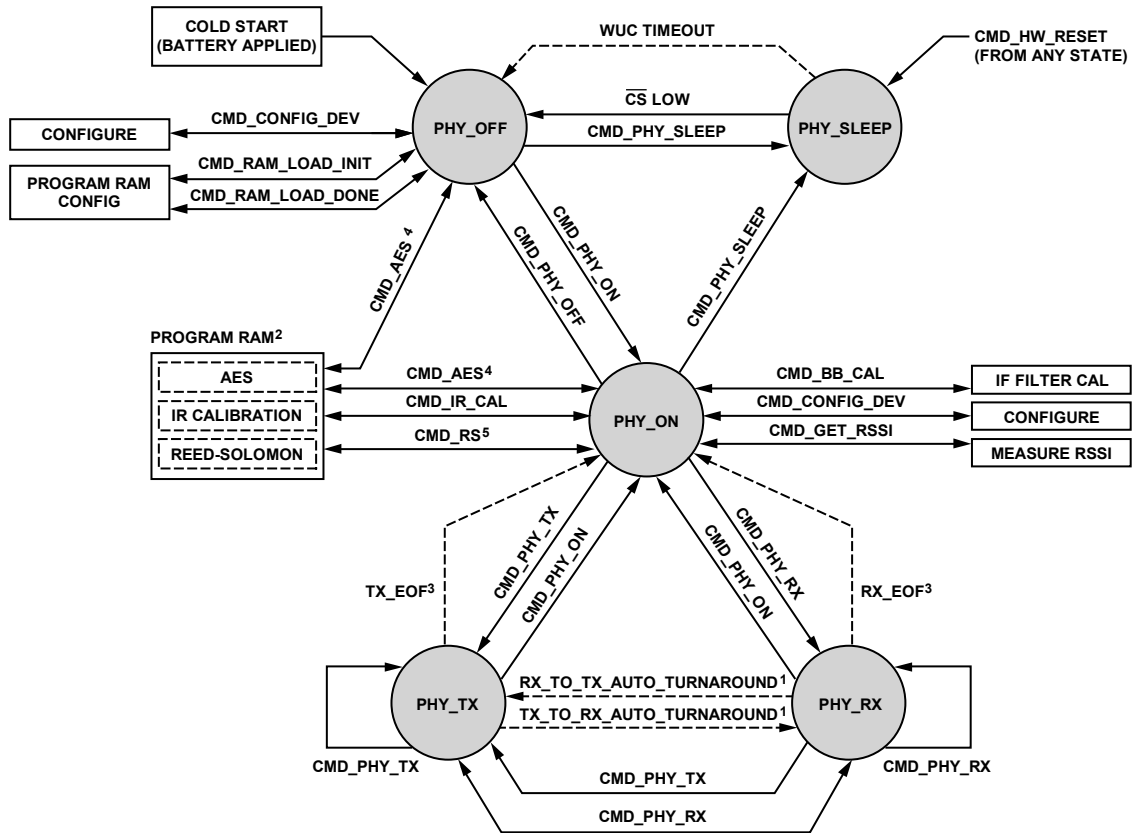 COLD START
(BATTERY APPLIED)
WUC TIMEOUT
CMD_HW_RESET
(FROM ANY STATE)
CS LOW
PHY_OFF
PHY_SLEEP
CONFIGURE
CMD_CONFIG_DEV
CMD_PHY_SLEEP
CMD_RAM_LOAD_INIT
PROGRAM RAM
CONFIG
CMD_RAM_LOAD_DONE
CMD_AES4
CMD_PHY_OFF
CMD_PHY_ON
CMD_PHY_SLEEP
PROGRAM RAM2
AES
IR CALIBRATION
REED-SOLOMON
CMD_AES4
CMD_IR_CAL
CMD_RS5
PHY_ON
CMD_BB_CAL
CMD_CONFIG_DEV
CMD_GET_RSSI
IF FILTER CAL
CONFIGURE
MEASURE RSSI
TX_EOF3
CMD_PHY_TX
CMD_PHY_ON
CMD_PHY_ON
CMD_PHY_RX
RX_EOF3
PHY_TX
RX_TO_TX_AUTO_TURNAROUND1
TX_TO_RX_AUTO_TURNAROUND1
PHY_RX
CMD_PHY_TX
CMD_PHY_TX
CMD_PHY_RX
CMD_PHY_RX